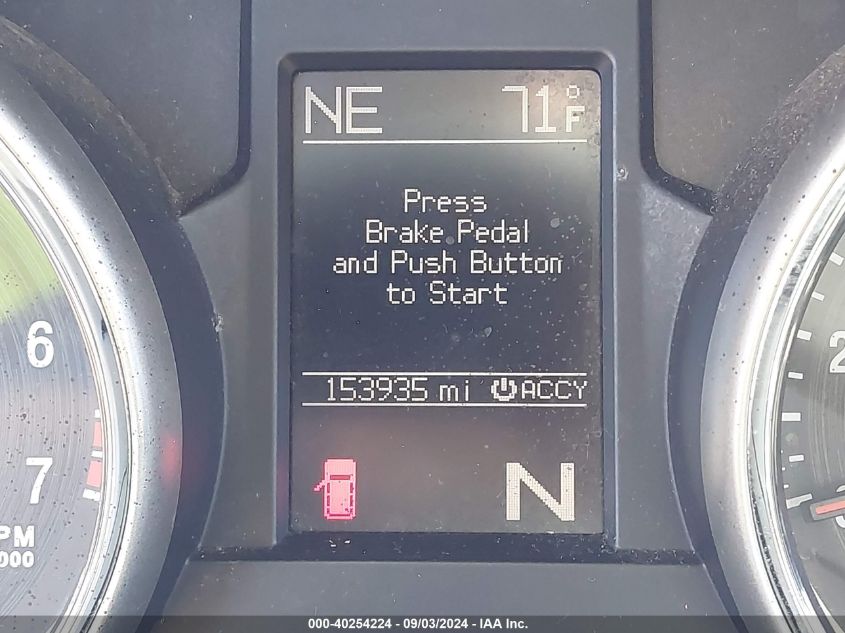 NE 71°F
Press
Brake Pedal
and Push Button
to Start
153935 mi ACCY
N
6
7
PM
000
2
000-40254224 - 09/03/2024 - IAA Inc.